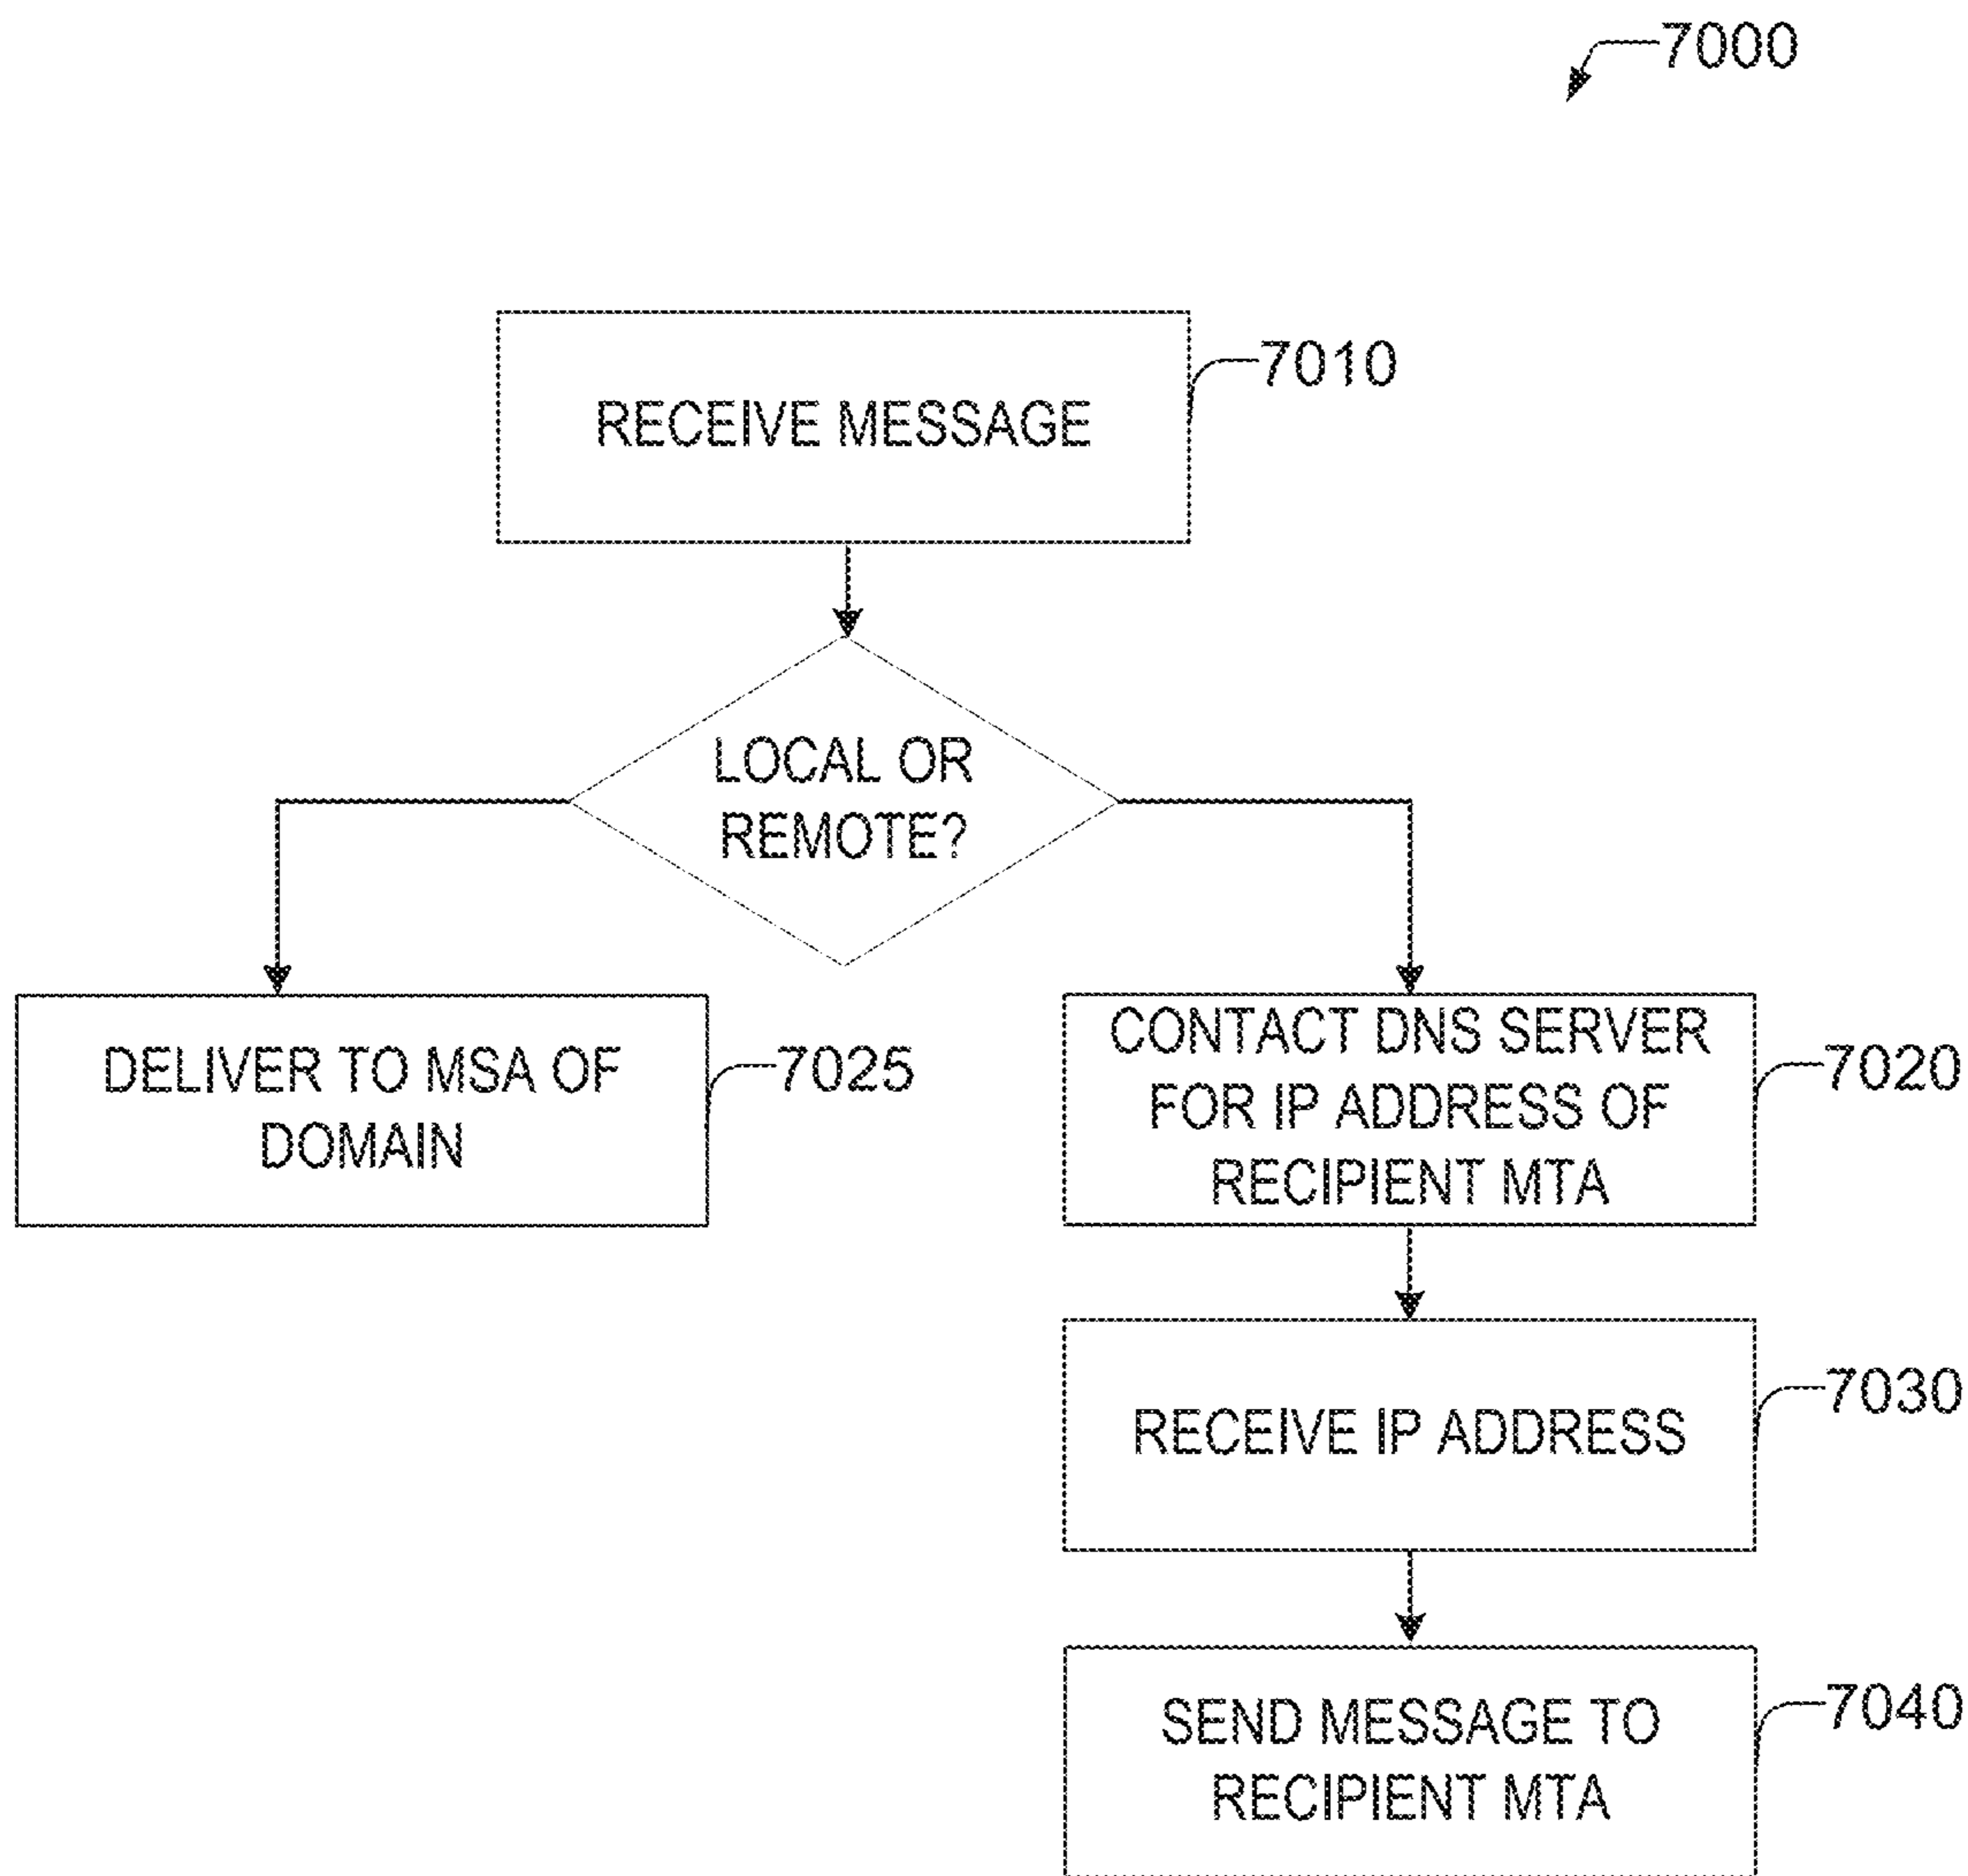 7000
RECEIVE MESSAGE
7010
LOCAL OR
REMOTE?
DELIVER TO MSA OF
DOMAIN
7025
CONTACT DNS SERVER
FOR IP ADDRESS OF
RECIPIENT MTA
7020
RECEIVE IP ADDRESS
7030
SEND MESSAGE TO
RECIPIENT MTA
7040